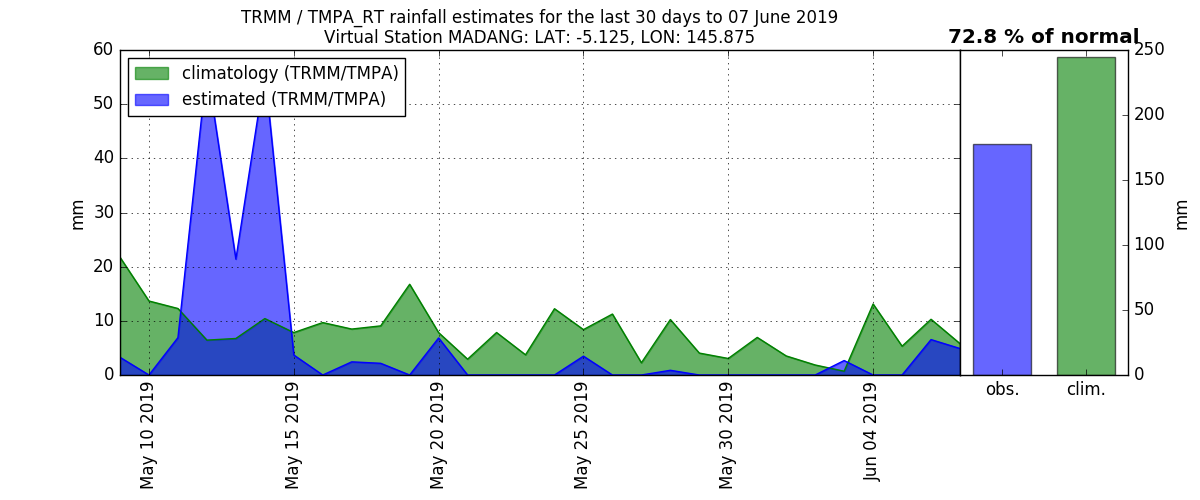 TRMM / TMPA_RT rainfall estimates for the last 30 days to 07 June 2019
Virtual Station MADANG: LAT: -5.125, LON: 145.875
72.8 % of normal
climatology (TRMM/TMPA)
estimated (TRMM/TMPA)
60
50
40
30
20
10
0
mm
May 10 2019
May 15 2019
May 20 2019
May 25 2019
May 30 2019
Jun 04 2019
250
200
150
100
50
0
mm
obs.
clim.